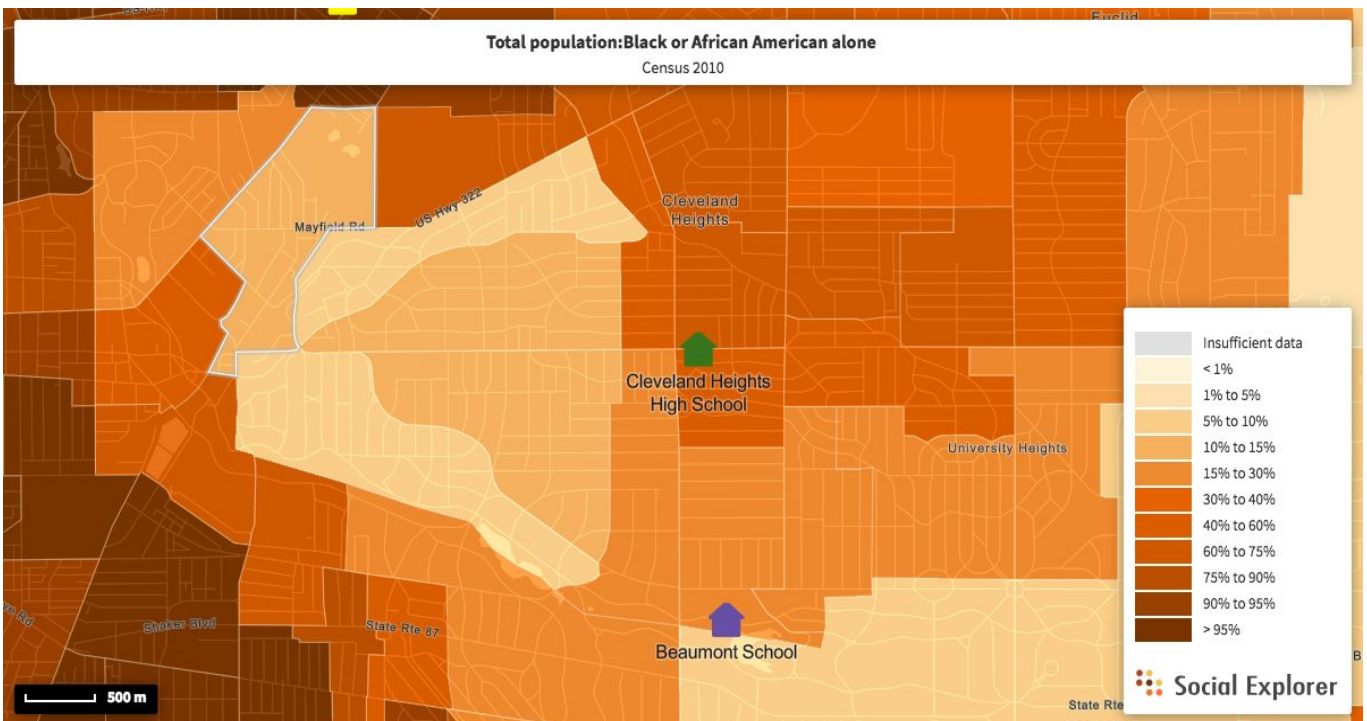 Euclid
Total population:Black or African American alone
Census 2010
US Hwy 322
Cleveland
Heights
Mayfield Rd
Insufficient data
< 1%
1% to 5%
5% to 10%
10% to 15%
15% to 30%
30% to 40%
40% to 60%
60% to 75%
75% to 90%
90% to 95%
> 95%
Cleveland Heights
High School
University Heights
Shaker Blvd
State Rte 87
Beaumont School
B
Social Explorer
500 m
State Rte